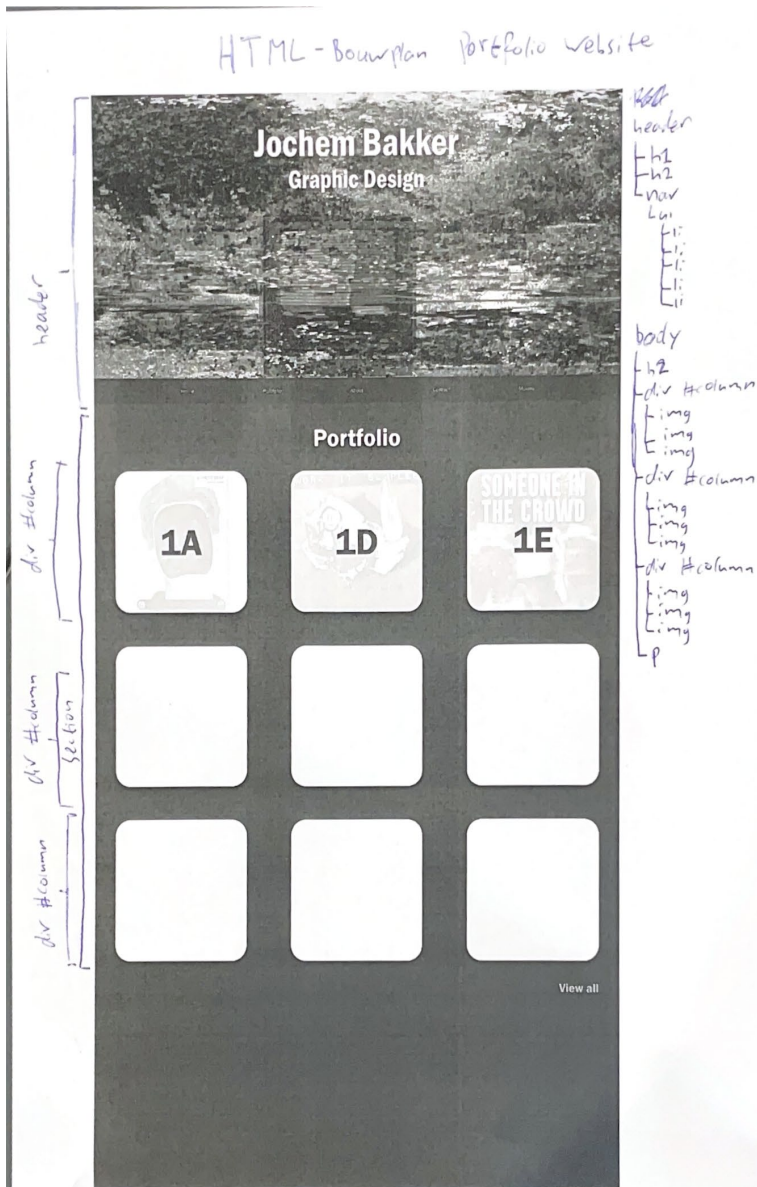 HTML-Bouwplan Portfolio website
header
h1
h2
nav
li
li
li
li
li
body
h2
div #column
img
img
img
div #column
img
img
img
div #column
img
img
img
p
header
div #column
div #column
section
div #column
Jochem Bakker
Graphic Design
Portfolio
1A
1D
SOMEONE IN
THE CROWD
1E
View all